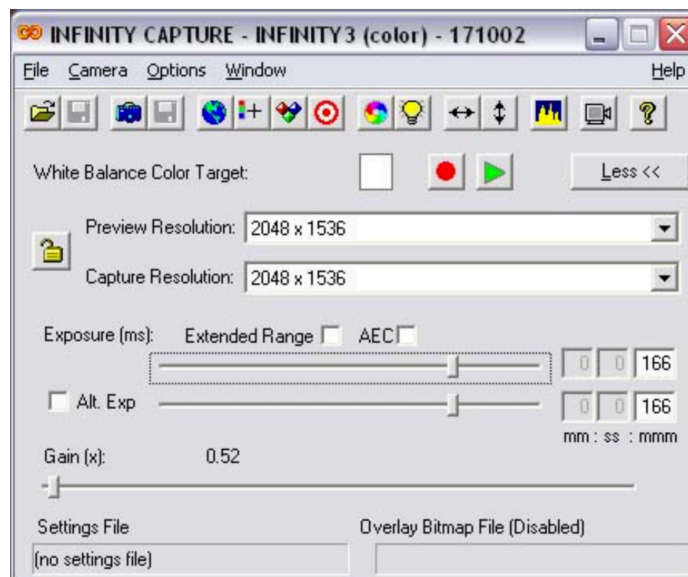 INFINITY CAPTURE - INFINITY3 (color) - 171002
File Camera Options Window Help
White Balance Color Target: Less <<
Preview Resolution: 2048 x 1536
Capture Resolution: 2048 x 1536
Exposure (ms): Extended Range AEC
0 0 166
Alt. Exp 0 0 166
mm : ss : mmm
Gain (x): 0.52
Settings File Overlay Bitmap File (Disabled)
(no settings file)